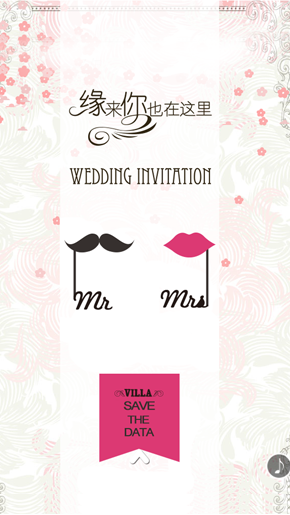 缘来你也在这里
WEDDING INVITATION
Mr
Mrs
VILLA
SAVE
THE
DATA